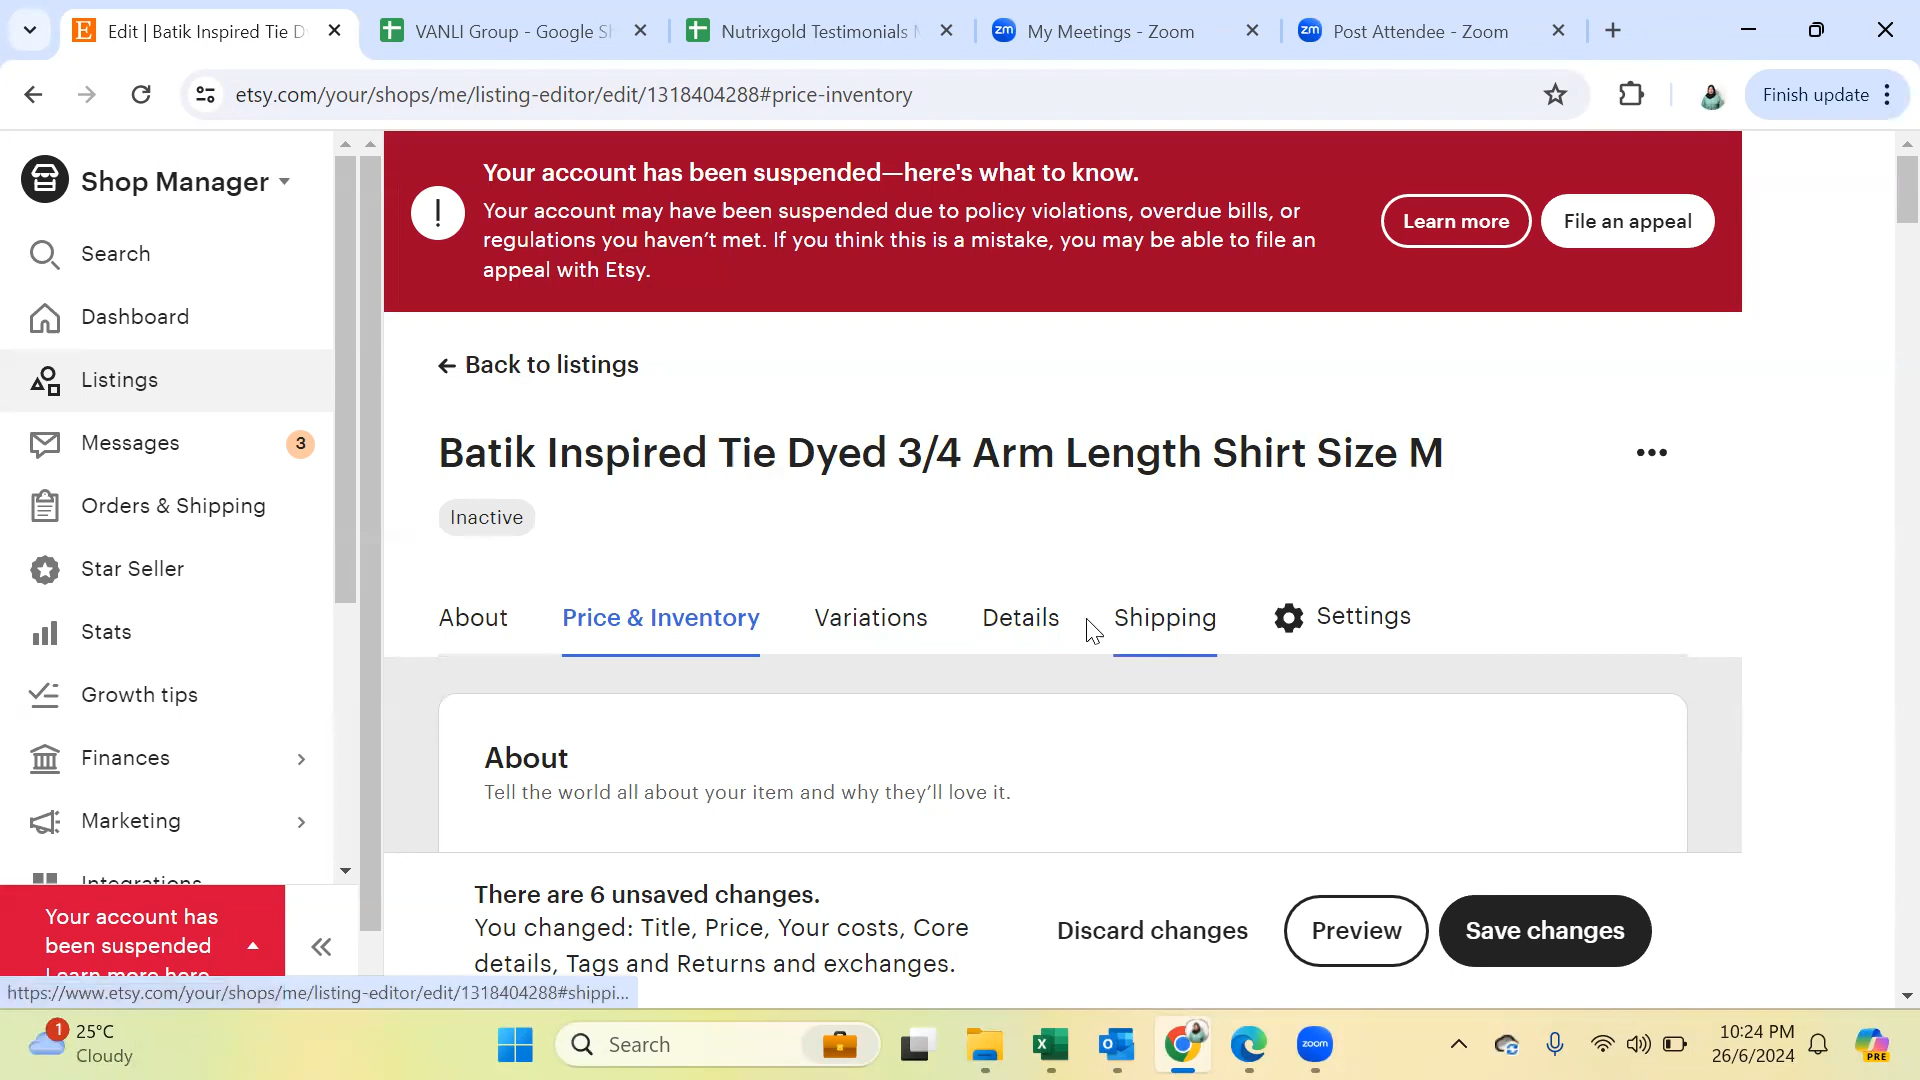 Edit | Batik Inspired Tie D
VANLI Group - Google S
Nutrixgold Testimonials
My Meetings - Zoom
Post Attendee - Zoom
etsy.com/your/shops/me/listing-editor/edit/1318404288#price-inventory
Finish update
Shop Manager
Search
Dashboard
Listings
Messages
3
Orders & Shipping
Star Seller
Stats
Growth tips
Finances
Marketing
Integrations
Your account has
been suspended
Learn more here
Your account has been suspended—here's what to know.
Your account may have been suspended due to policy violations, overdue bills, or
regulations you haven't met. If you think this is a mistake, you may be able to file an
appeal with Etsy.
Learn more
File an appeal
Back to listings
Batik Inspired Tie Dyed 3/4 Arm Length Shirt Size M
Inactive
About
Price & Inventory
Variations
Details
Shipping
Settings
About
Tell the world all about your item and why they'll love it.
There are 6 unsaved changes.
You changed: Title, Price, Your costs, Core
details, Tags and Returns and exchanges.
Discard changes
Preview
Save changes
https://www.etsy.com/your/shops/me/listing-editor/edit/1318404288#shippi...
1
25°C
Cloudy
Search
zoom
10:24 PM
26/6/2024
PRE